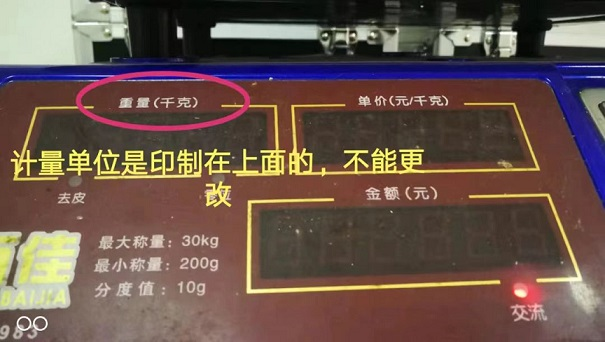 重量(千克)
单价(元/千克)
计量单位是印制在上面的，不能更
改
去皮
金额(元)
最大称量：30kg
最小称量：200g
分度值：10g
佳
BAIJIA
983
交流